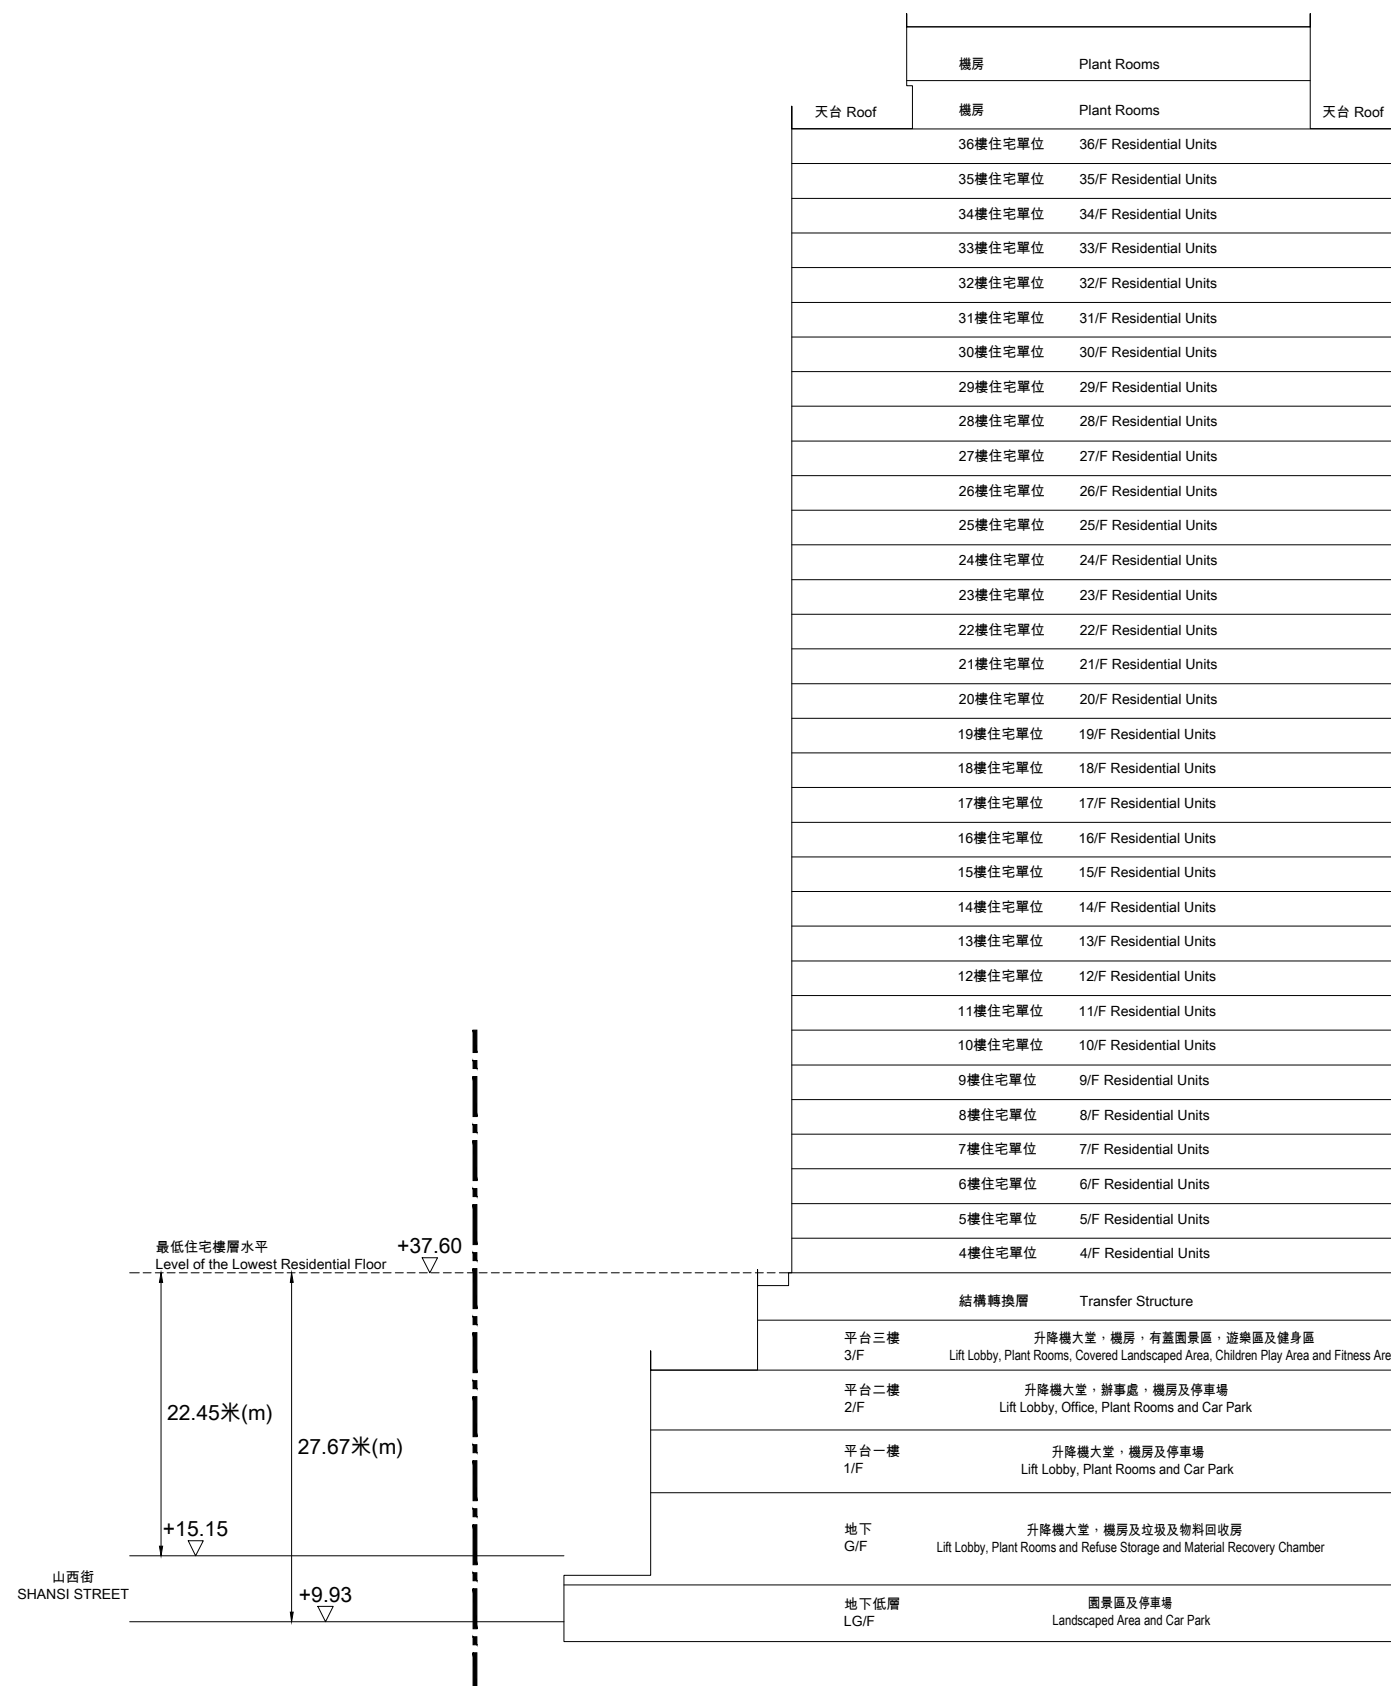 機房 Plant Rooms
天台 Roof 機房 Plant Rooms 天台 Roof
36樓住宅單位 36/F Residential Units
35樓住宅單位 35/F Residential Units
34樓住宅單位 34/F Residential Units
33樓住宅單位 33/F Residential Units
32樓住宅單位 32/F Residential Units
31樓住宅單位 31/F Residential Units
30樓住宅單位 30/F Residential Units
29樓住宅單位 29/F Residential Units
28樓住宅單位 28/F Residential Units
27樓住宅單位 27/F Residential Units
26樓住宅單位 26/F Residential Units
25樓住宅單位 25/F Residential Units
24樓住宅單位 24/F Residential Units
23樓住宅單位 23/F Residential Units
22樓住宅單位 22/F Residential Units
21樓住宅單位 21/F Residential Units
20樓住宅單位 20/F Residential Units
19樓住宅單位 19/F Residential Units
18樓住宅單位 18/F Residential Units
17樓住宅單位 17/F Residential Units
16樓住宅單位 16/F Residential Units
15樓住宅單位 15/F Residential Units
14樓住宅單位 14/F Residential Units
13樓住宅單位 13/F Residential Units
12樓住宅單位 12/F Residential Units
11樓住宅單位 11/F Residential Units
10樓住宅單位 10/F Residential Units
9樓住宅單位 9/F Residential Units
8樓住宅單位 8/F Residential Units
7樓住宅單位 7/F Residential Units
6樓住宅單位 6/F Residential Units
5樓住宅單位 5/F Residential Units
4樓住宅單位 4/F Residential Units
最低住宅樓層水平 +37.60
Level of the Lowest Residential Floor
結構轉換層 Transfer Structure
平台三樓 升降機大堂，機房，有蓋園景區，遊樂區及健身區
3/F Lift Lobby, Plant Rooms, Covered Landscaped Area, Children Play Area and Fitness Are
平台二樓 升降機大堂，辦事處，機房及停車場
2/F Lift Lobby, Office, Plant Rooms and Car Park
22.45米(m)
27.67米(m)
平台一樓 升降機大堂，機房及停車場
1/F Lift Lobby, Plant Rooms and Car Park
+15.15
地下 升降機大堂，機房及垃圾及物料回收房
G/F Lift Lobby, Plant Rooms and Refuse Storage and Material Recovery Chamber
山西街
SHANSI STREET
+9.93
地下低層 園景區及停車場
LG/F Landscaped Area and Car Park